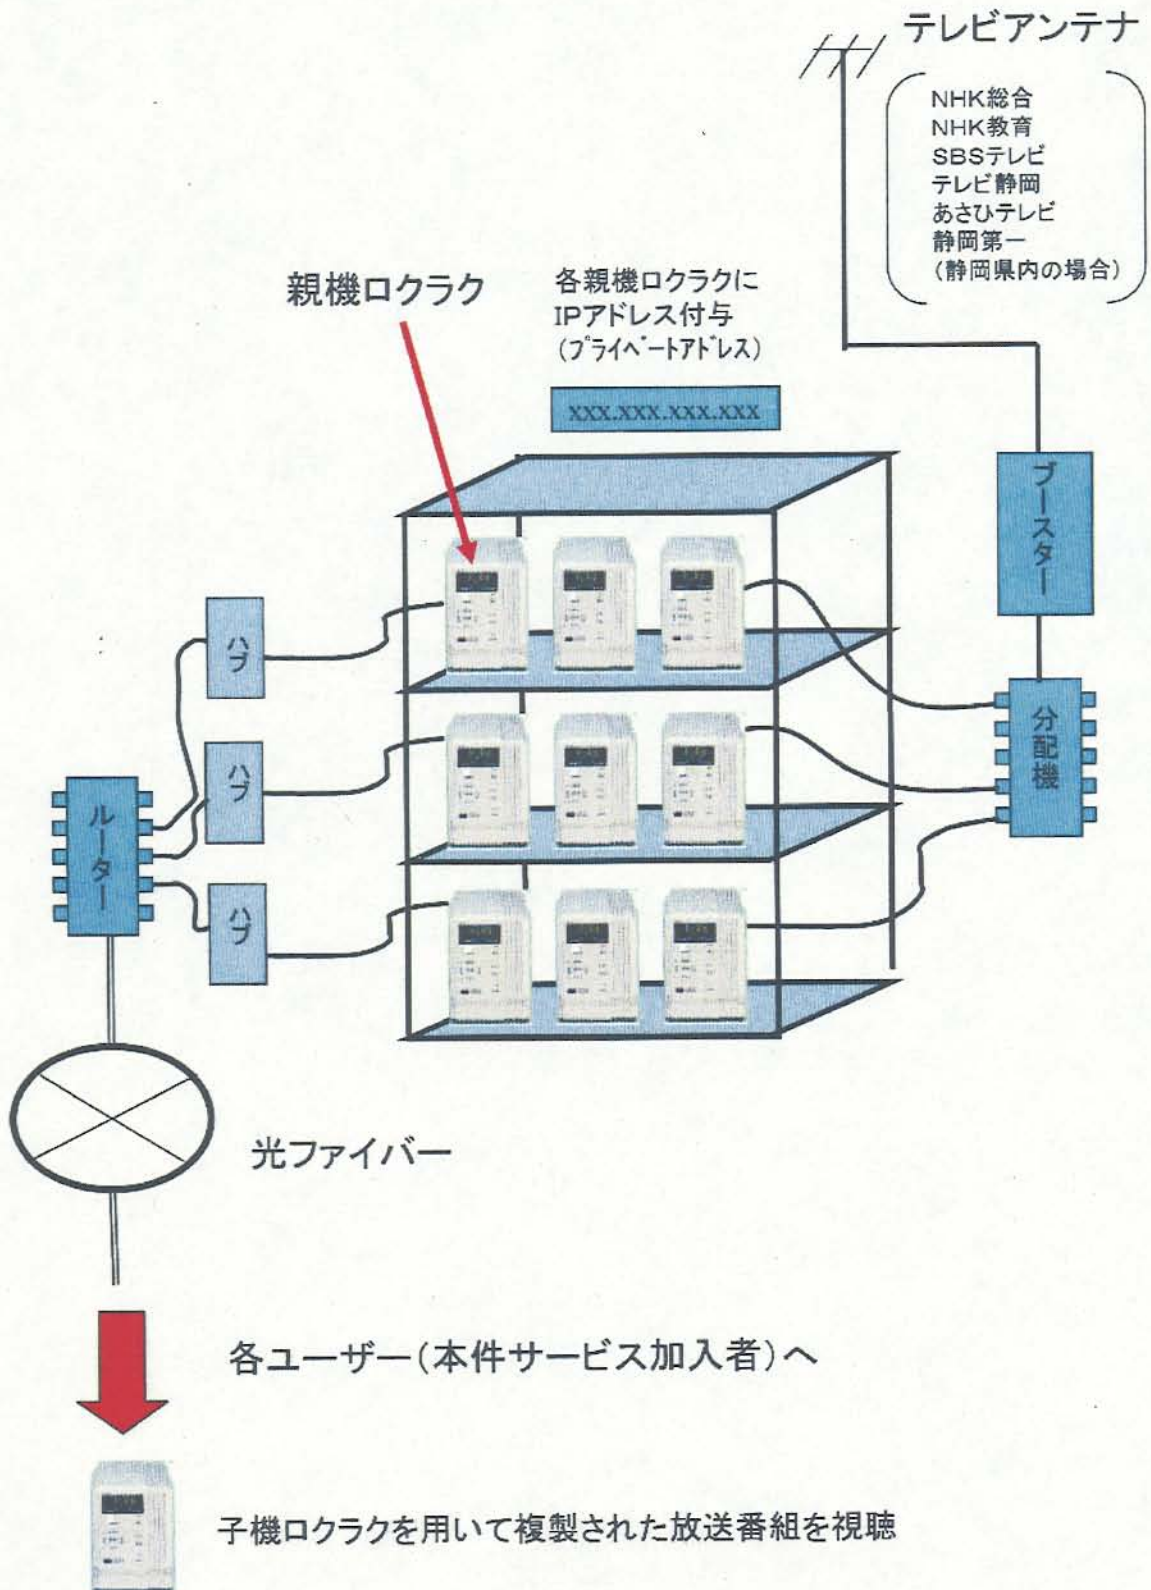 テレビアンテナ
NHK総合
NHK教育
SBSテレビ
テレビ静岡
あさひテレビ
静岡第一
(静岡県内の場合)
親機ロクラク
各親機ロクラクに
IPアドレス付与
(プライベートアドレス)
XXX.XXX.XXX.XXX
ブースター
ハブ
分配機
ハブ
ルーター
ハブ
光ファイバー
各ユーザー(本件サービス加入者)へ
子機ロクラクを用いて複製された放送番組を視聴